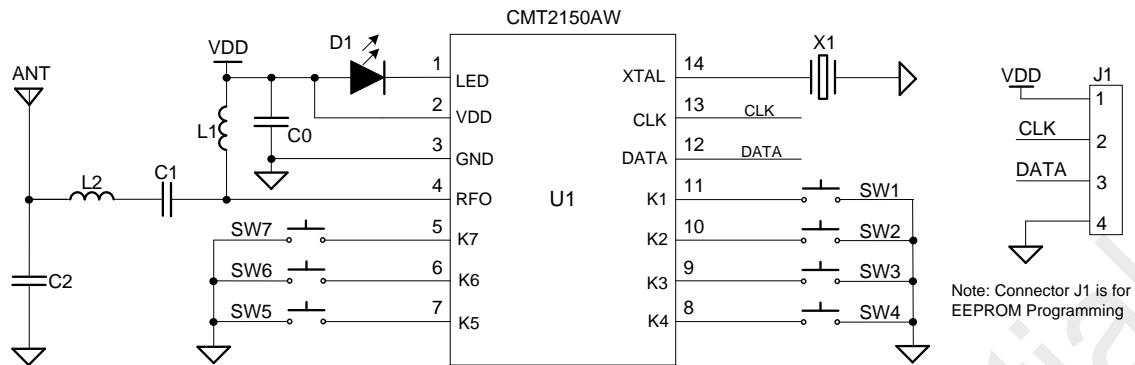 CMT2150AW
VDD
D1
X1
ANT
1
LED
XTAL
14
VDD
J1
1
2
VDD
CLK
13
CLK
CLK
2
L1
C0
3
GND
DATA
12
DATA
DATA
3
L2
C1
4
RFO
U1
K1
11
SW1
4
SW7
5
K7
K2
10
SW2
C2
SW6
6
K6
K3
9
SW3
SW5
7
K5
K4
8
SW4
Note: Connector J1 is for
EEPROM Programming